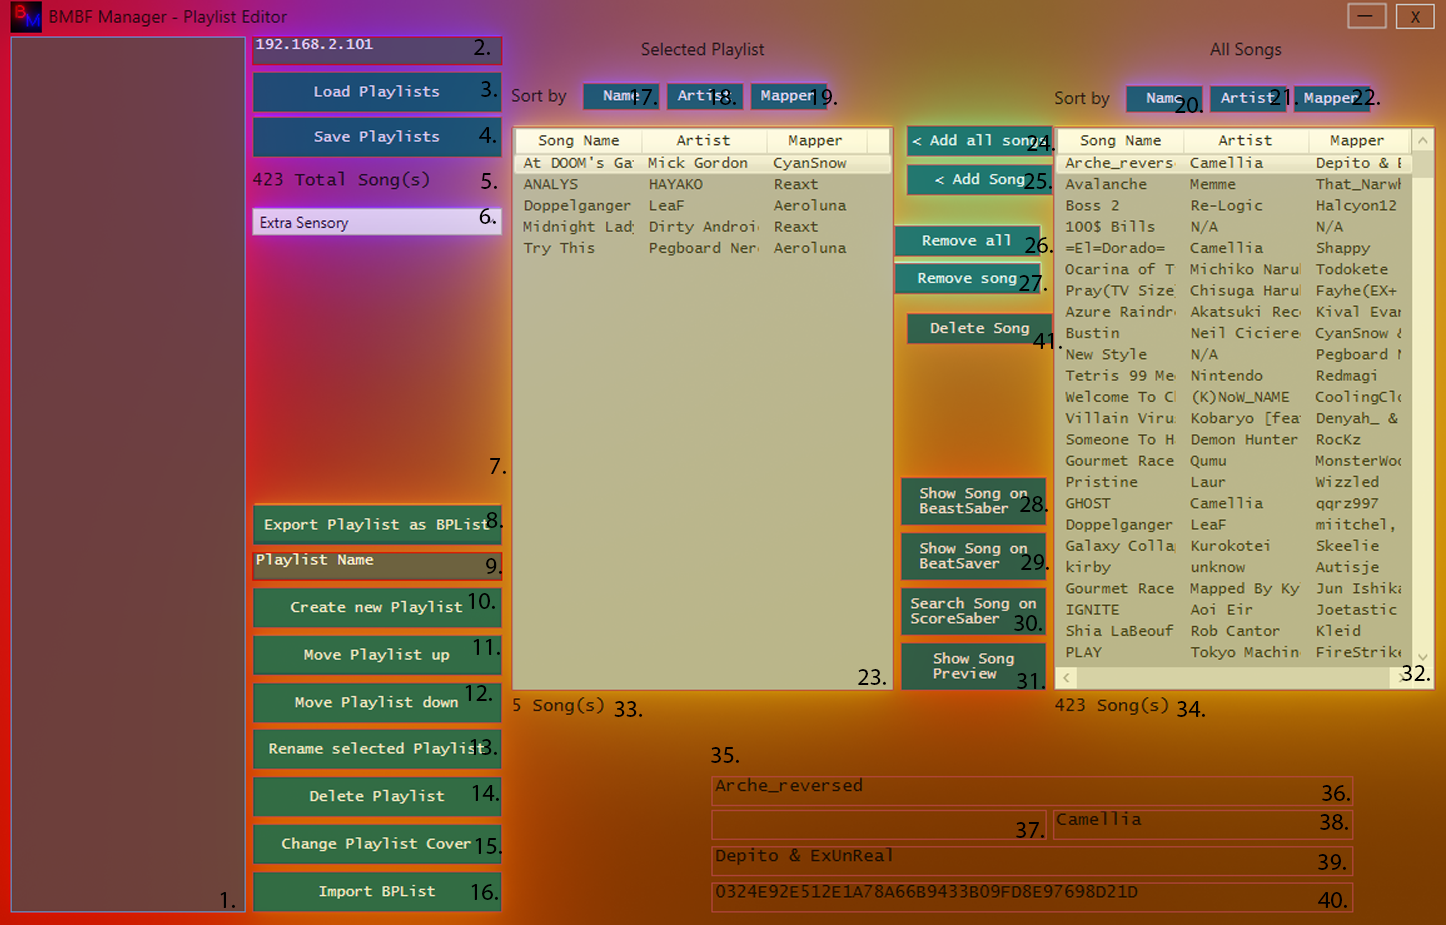 BM BMBF Manager - Playlist Editor — X
192.168.2.101 2.
Load Playlists 3.
Save Playlists 4.
423 Total Song(s) 5.
Extra Sensory 6.
7.
Export Playlist as BPList 8.
Playlist Name 9.
Create new Playlist 10.
Move Playlist up 11.
Move Playlist down 12.
Rename selected Playlist 13.
Delete Playlist 14.
Change Playlist Cover 15.
Import BPList 16.
1.
Selected Playlist
Sort by Name 17. Artist 18. Mapper 19.
Song Name Artist Mapper
At DOOM's Ga Mick Gordon CyanSnow
ANALYS HAYAKO Reaxt
Doppelganger LeaF Aeroluna
Midnight Lady Dirty Androi Reaxt
Try This Pegboard Ner Aeroluna
23.
5 Song(s) 33.
< Add all songs 24.
< Add Song 25.
Remove all 26.
Remove song 27.
Delete Song 41.
Show Song on
BeastSaber 28.
Show Song on
BeatSaver 29.
Search Song on
ScoreSaber 30.
Show Song
Preview 31.
All Songs
Sort by Name 20. Artist 21. Mapper 22.
Song Name Artist Mapper
Arche_revers Camellia Depito & E
Avalanche Memme That_Narwh
Boss 2 Re-Logic Halcyon12
100$ Bills N/A N/A
=El=Dorado= Camellia Shappy
Ocarina of T Michiko Naru Todokete
Pray(TV Size) Chisuga Haru Fayhe(EX+
Azure Raindr Akatsuki Rec Kival Evar
Bustin Neil Ciciere CyanSnow &
New Style N/A Pegboard N
Tetris 99 Me Nintendo Redmagi
Welcome To C (K)NoW_NAME CoolingClo
Villain Viru Kobaryo [fea Denyah_ &
Someone To H Demon Hunter RocKz
Gourmet Race Qumu MonsterWoo
Pristine Laur Wizzled
GHOST Camellia qqrz997
Doppelganger LeaF miitchel,
Galaxy Colla Kurokotei Skeelie
kirby unknow Autisje
Gourmet Race Mapped By Ky Jun Ishika
IGNITE Aoi Eir Joetastic
Shia LaBeouf Rob Cantor Kleid
PLAY Tokyo Machin FireStrike
32.
423 Song(s) 34.
35.
Arche_reversed 36.
37. Camellia 38.
Depito & ExUnReal 39.
0324E92E512E1A78A66B9433B09FD8E97698D21D 40.